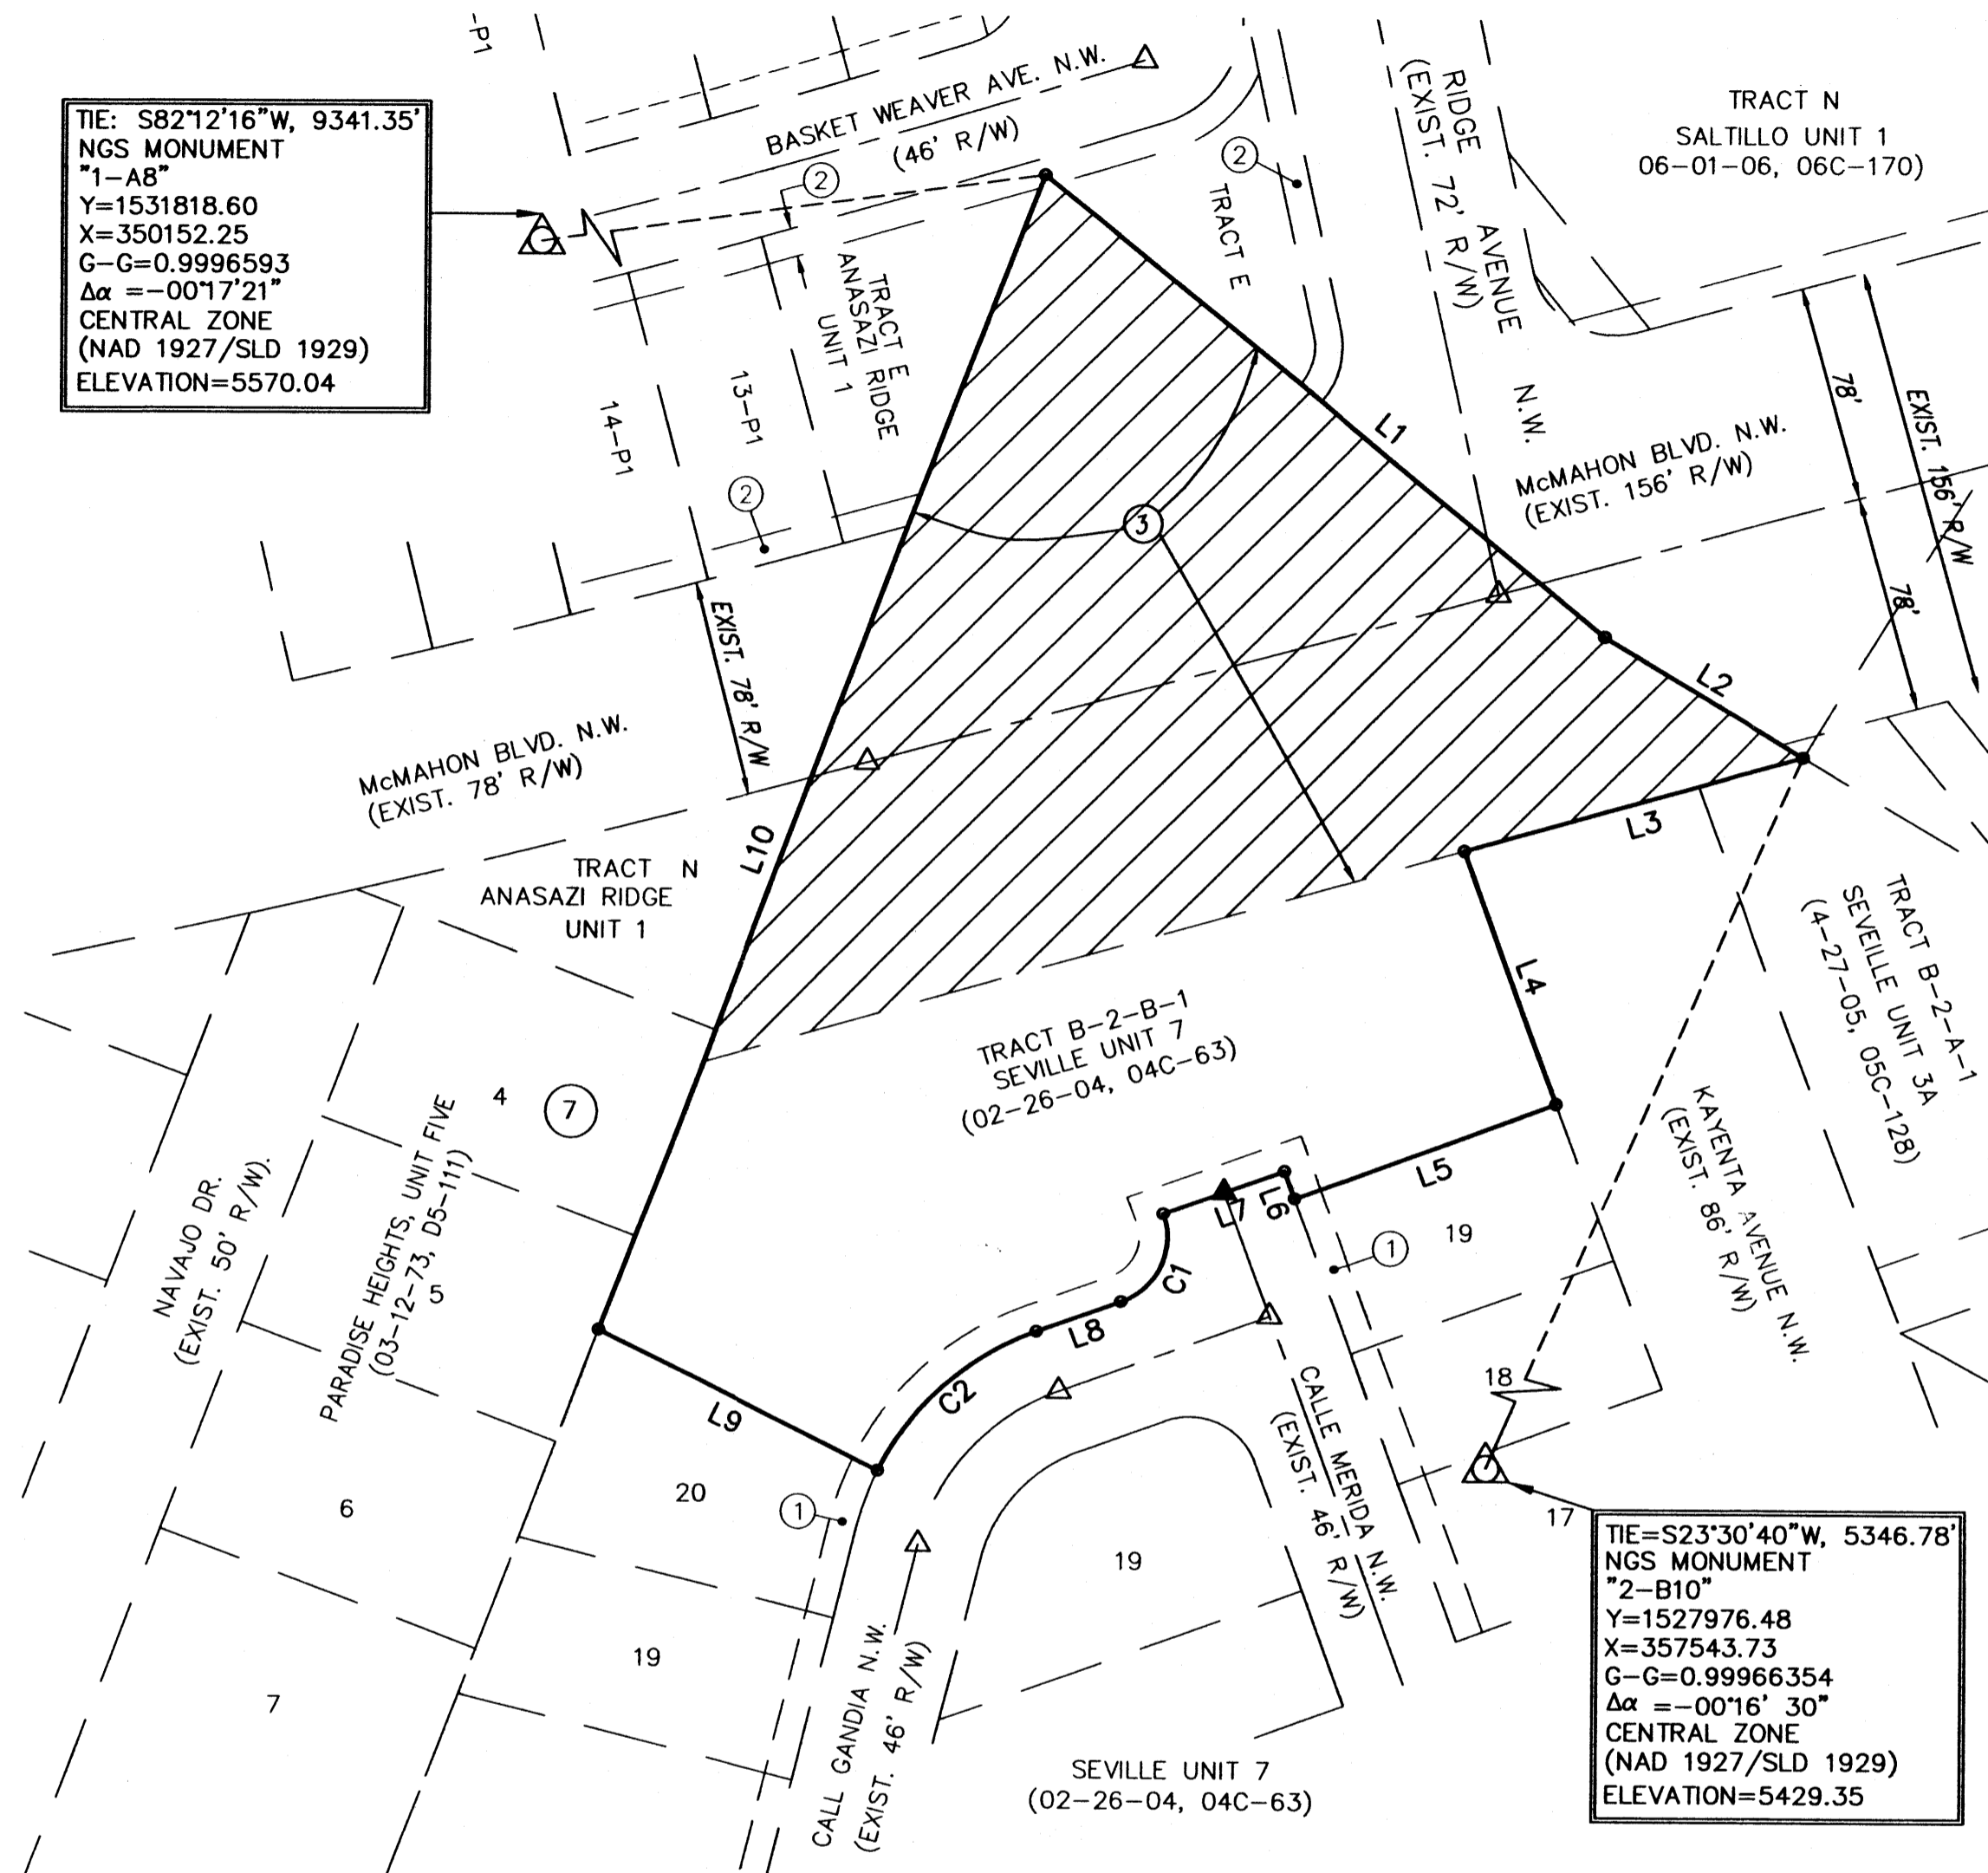 -P1
TIE: S82°12'16"W, 9341.35'
NGS MONUMENT
"1-A8"
Y=1531818.60
X=350152.25
G-G=0.9996593
Δα =-00°17'21"
CENTRAL ZONE
(NAD 1927/SLD 1929)
ELEVATION=5570.04
BASKET WEAVER AVE. N.W.
(46' R/W)
2
2
TRACT E
RIDGE AVENUE N.W.
(EXIST. 72' R/W)
TRACT N
SALTILLO UNIT 1
06-01-06, 06C-170)
TRACT E
ANASAZI RIDGE
UNIT 1
13-P1
14-P1
2
3
L1
McMAHON BLVD. N.W.
(EXIST. 156' R/W)
78'
EXIST. 156' R/W
78'
EXIST. 78' R/W
McMAHON BLVD. N.W.
(EXIST. 78' R/W)
L2
L3
L10
TRACT N
ANASAZI RIDGE
UNIT 1
L4
TRACT B-2-B-1
SEVILLE UNIT 7
(02-26-04, 04C-63)
TRACT B-2-A-1
SEVEILLE UNIT 3A
(4-27-05, 05C-128)
KAYENTA AVENUE N.W.
(EXIST. 86' R/W)
4
7
5
NAVAJO DR.
(EXIST. 50' R/W).
PARADISE HEIGHTS, UNIT FIVE
(03-12-73, D5-111)
L5
L6
L7
1
19
C1
L8
C2
L9
CALLE MERIDA N.W.
(EXIST. 46' R/W)
18
17
20
1
6
19
19
7
CALL GANDIA N.W.
(EXIST. 46' R/W)
SEVILLE UNIT 7
(02-26-04, 04C-63)
TIE=S23°30'40"W, 5346.78'
NGS MONUMENT
"2-B10"
Y=1527976.48
X=357543.73
G-G=0.99966354
Δα =-00°16' 30"
CENTRAL ZONE
(NAD 1927/SLD 1929)
ELEVATION=5429.35